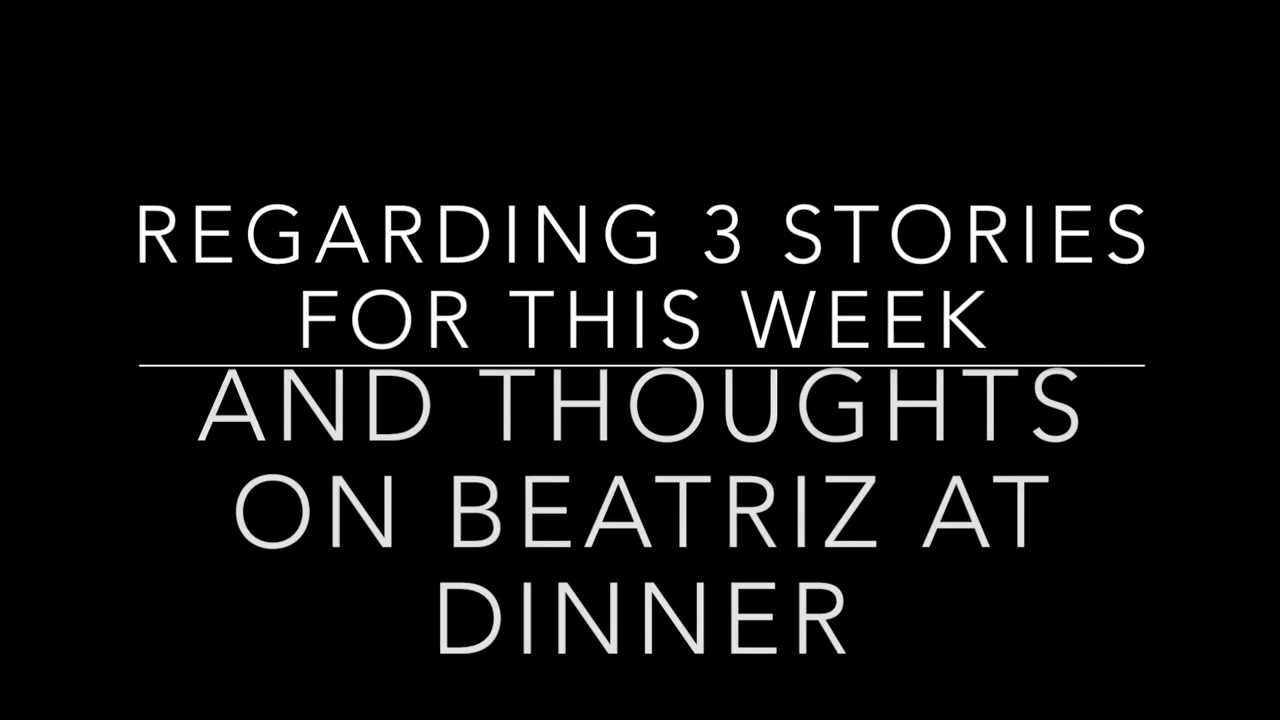 REGARDING 3 STORIES
FOR THIS WEEK
AND THOUGHTS
ON BEATRIZ AT
DINNER